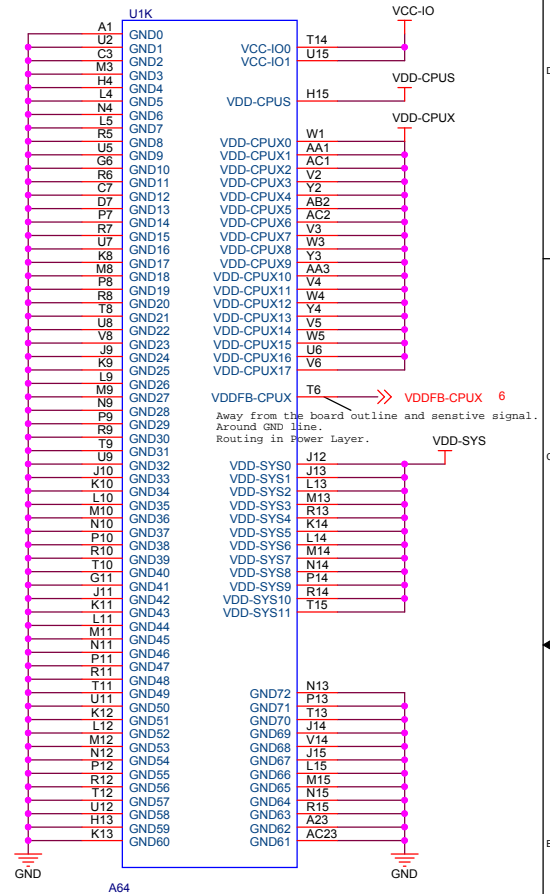 U1K
A1 GND0
U2 GND1
C3 GND2
M3 GND3
H4 GND4
L4 GND5
N4 GND6
L5 GND7
R5 GND8
U5 GND9
G6 GND10
R6 GND11
C7 GND12
D7 GND13
P7 GND14
R7 GND15
U7 GND16
K8 GND17
M8 GND18
P8 GND19
R8 GND20
T8 GND21
U8 GND22
V8 GND23
J9 GND24
K9 GND25
L9 GND26
M9 GND27
N9 GND28
P9 GND29
R9 GND30
T9 GND31
U9 GND32
J10 GND33
K10 GND34
L10 GND35
M10 GND36
N10 GND37
P10 GND38
R10 GND39
T10 GND40
G11 GND41
J11 GND42
K11 GND43
L11 GND44
M11 GND45
N11 GND46
P11 GND47
R11 GND48
T11 GND49
U11 GND50
K12 GND51
L12 GND52
M12 GND53
N12 GND54
P12 GND55
R12 GND56
T12 GND57
U12 GND58
H13 GND59
K13 GND60
GND
A64
VCC-IO
VCC-IO0 T14
VCC-IO1 U15
VDD-CPUS
VDD-CPUS H15
VDD-CPUX
VDD-CPUX0 W1
VDD-CPUX1 AA1
VDD-CPUX2 AC1
VDD-CPUX3 V2
VDD-CPUX4 Y2
VDD-CPUX5 AB2
VDD-CPUX6 AC2
VDD-CPUX7 V3
VDD-CPUX8 W3
VDD-CPUX9 Y3
VDD-CPUX10 AA3
VDD-CPUX11 V4
VDD-CPUX12 W4
VDD-CPUX13 Y4
VDD-CPUX14 V5
VDD-CPUX15 W5
VDD-CPUX16 U6
VDD-CPUX17 V6
VDDFB-CPUX T6 VDDFB-CPUX 6
Away from the board outline and senstive signal.
Around GND line.
Routing in Power Layer.
VDD-SYS
VDD-SYS0 J12
VDD-SYS1 J13
VDD-SYS2 L13
VDD-SYS3 M13
VDD-SYS4 R13
VDD-SYS5 K14
VDD-SYS6 L14
VDD-SYS7 M14
VDD-SYS8 N14
VDD-SYS9 P14
VDD-SYS10 R14
VDD-SYS11 T15
GND72 N13
GND71 P13
GND70 T13
GND69 J14
GND68 V14
GND67 J15
GND66 L15
GND65 M15
GND64 N15
GND63 R15
GND62 A23
GND61 AC23
GND